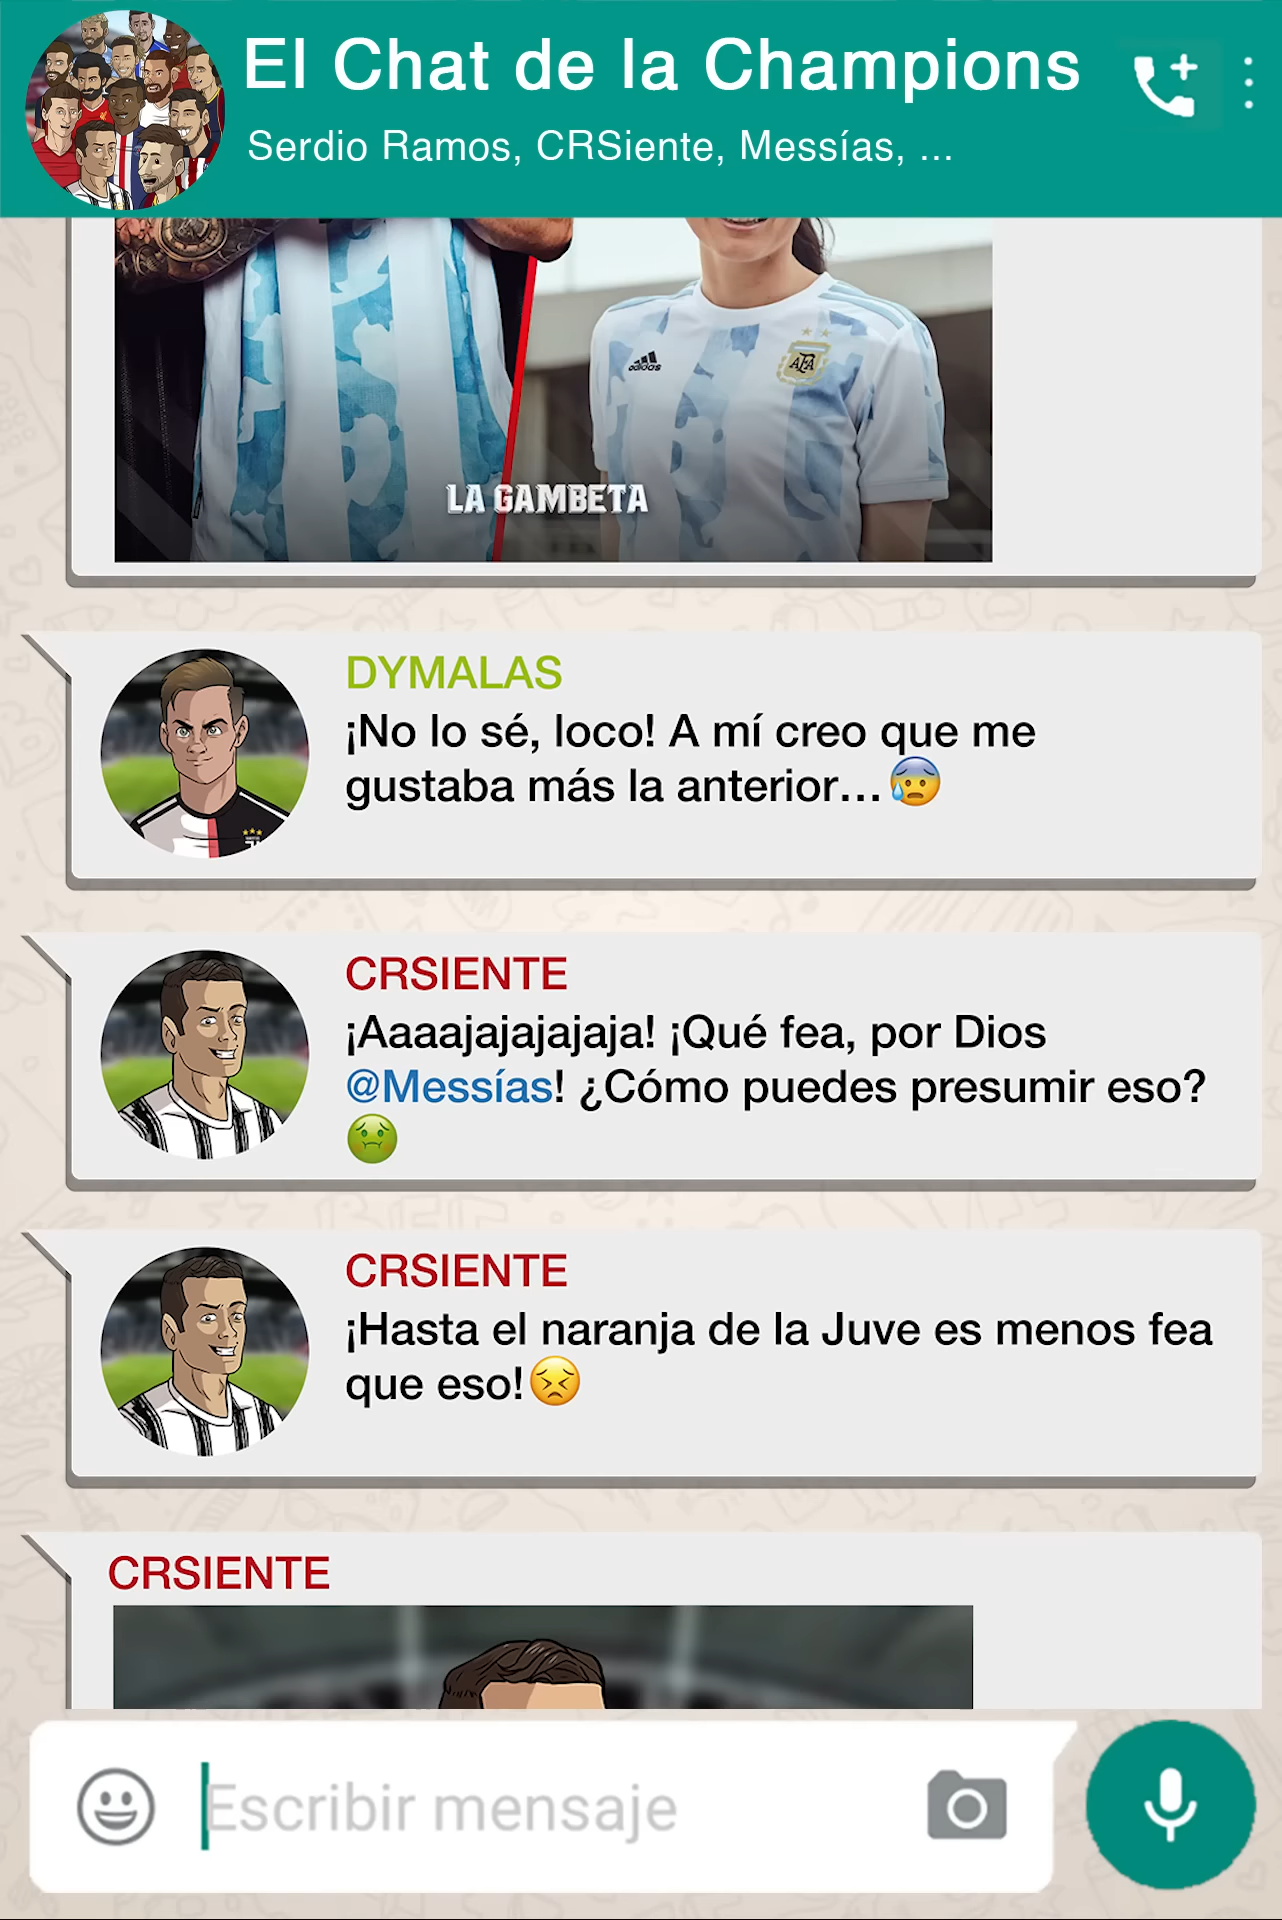 El Chat de la Champions
Serdio Ramos, CRSiente, Messías, ...
adidas
AFA
LA GAMBETA
DYMALAS
¡No lo sé, loco! A mí creo que me
gustaba más la anterior...😰
CRSIENTE
¡Aaaajajajajaja! ¡Qué fea, por Dios
@Messías! ¿Cómo puedes presumir eso?
🤢
CRSIENTE
¡Hasta el naranja de la Juve es menos fea
que eso!😣
CRSIENTE
Escribir mensaje